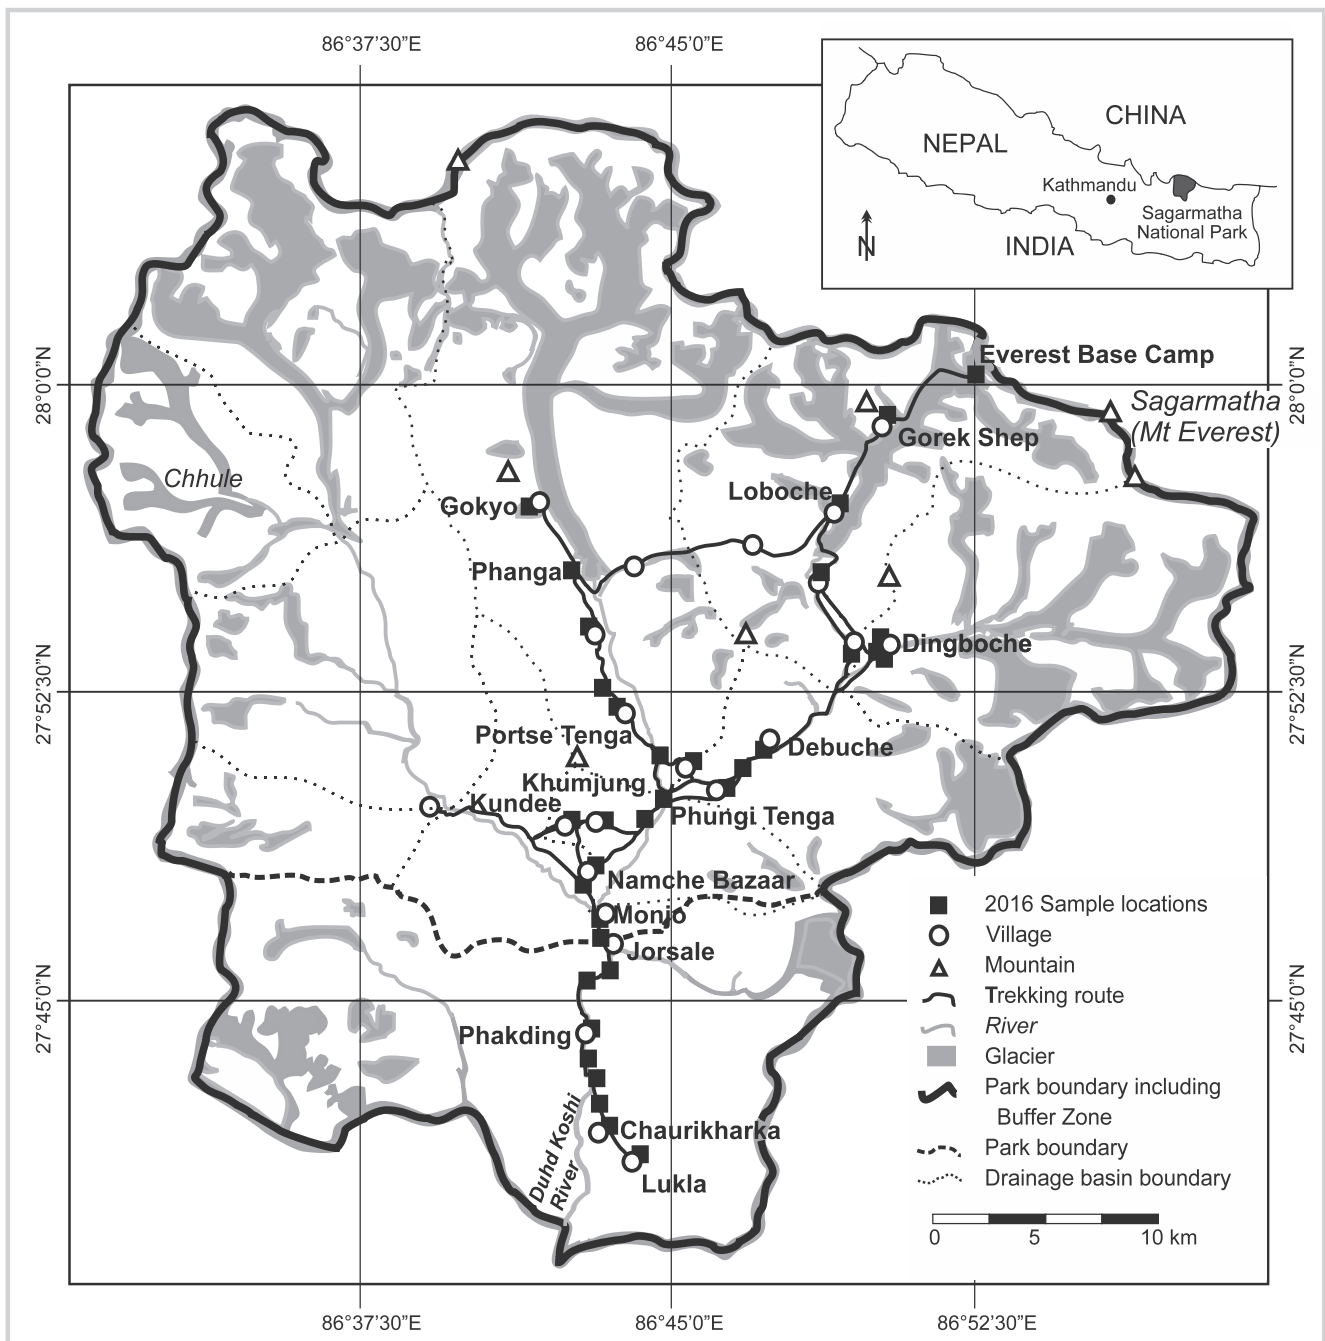 86°37'30"E
86°45'0"E
CHINA
NEPAL
Kathmandu
Sagarmatha
National Park
N
INDIA
Everest Base Camp
28°0'0"N
28°0'0"N
Sagarmatha
(Mt Everest)
Gorek Shep
Chhule
Loboche
Gokyo
Phanga
Dingboche
27°52'30"N
27°52'30"N
Portse Tenga
Debuche
Khumjung
Kundee
Phungi Tenga
Namche Bazaar
Monjo
Jorsale
27°45'0"N
27°45'0"N
Phakding
Duhd Koshi
River
Chaurikharka
Lukla
2016 Sample locations
Village
Mountain
Trekking route
River
Glacier
Park boundary including
Buffer Zone
Park boundary
Drainage basin boundary
0 5 10 km
86°37'30"E
86°45'0"E
86°52'30"E